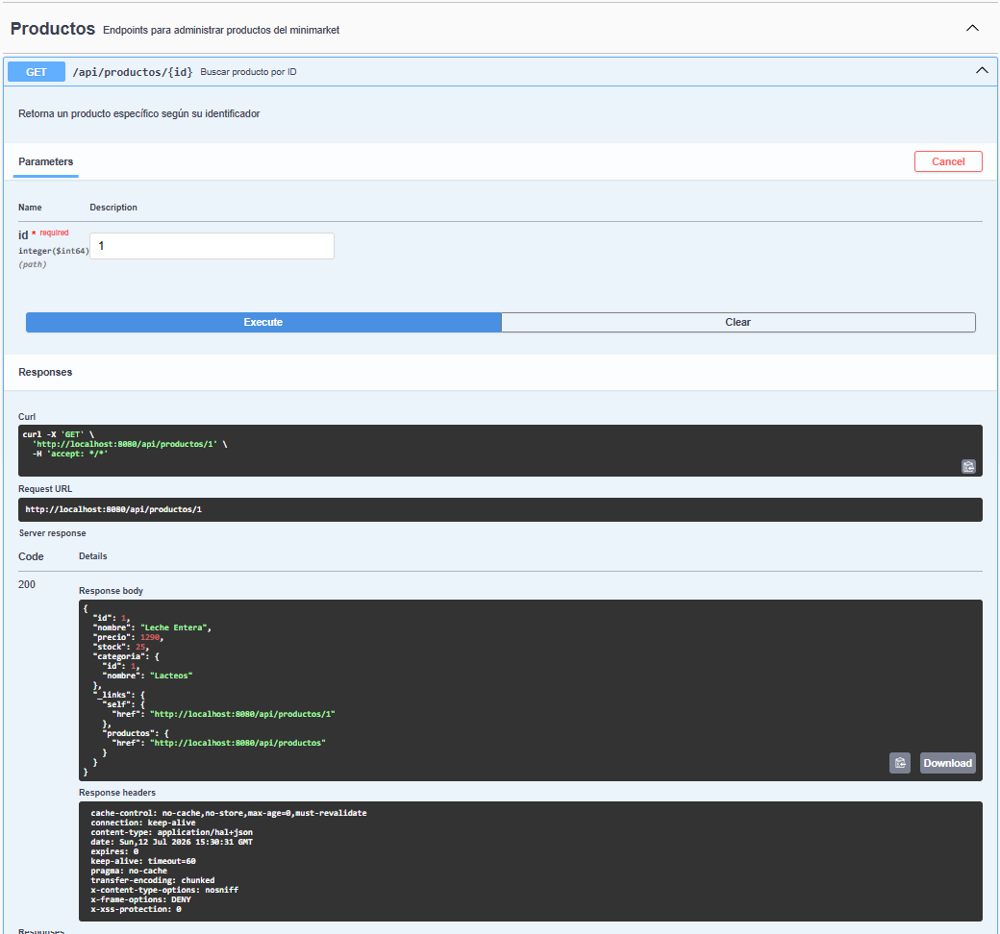 Productos Endpoints para administrar productos del minimarket
GET /api/productos/{id} Buscar producto por ID
Retorna un producto específico según su identificador
Parameters
Cancel
Name Description
id * required
integer($int64)
(path)
1
Execute
Clear
Responses
Curl
curl -X 'GET' \
  'http://localhost:8080/api/productos/1' \
  -H 'accept: */*'
Request URL
http://localhost:8080/api/productos/1
Server response
Code Details
200
Response body
{
  "id": 1,
  "nombre": "Leche Entera",
  "precio": 1290,
  "stock": 25,
  "categoria": {
    "id": 1,
    "nombre": "Lacteos"
  },
  "_links": {
    "self": {
      "href": "http://localhost:8080/api/productos/1"
    },
    "productos": {
      "href": "http://localhost:8080/api/productos"
    }
  }
}
Download
Response headers
cache-control: no-cache,no-store,max-age=0,must-revalidate
connection: keep-alive
content-type: application/hal+json
date: Sun,12 Jul 2026 15:30:31 GMT
expires: 0
keep-alive: timeout=60
pragma: no-cache
transfer-encoding: chunked
x-content-type-options: nosniff
x-frame-options: DENY
x-xss-protection: 0
Responses